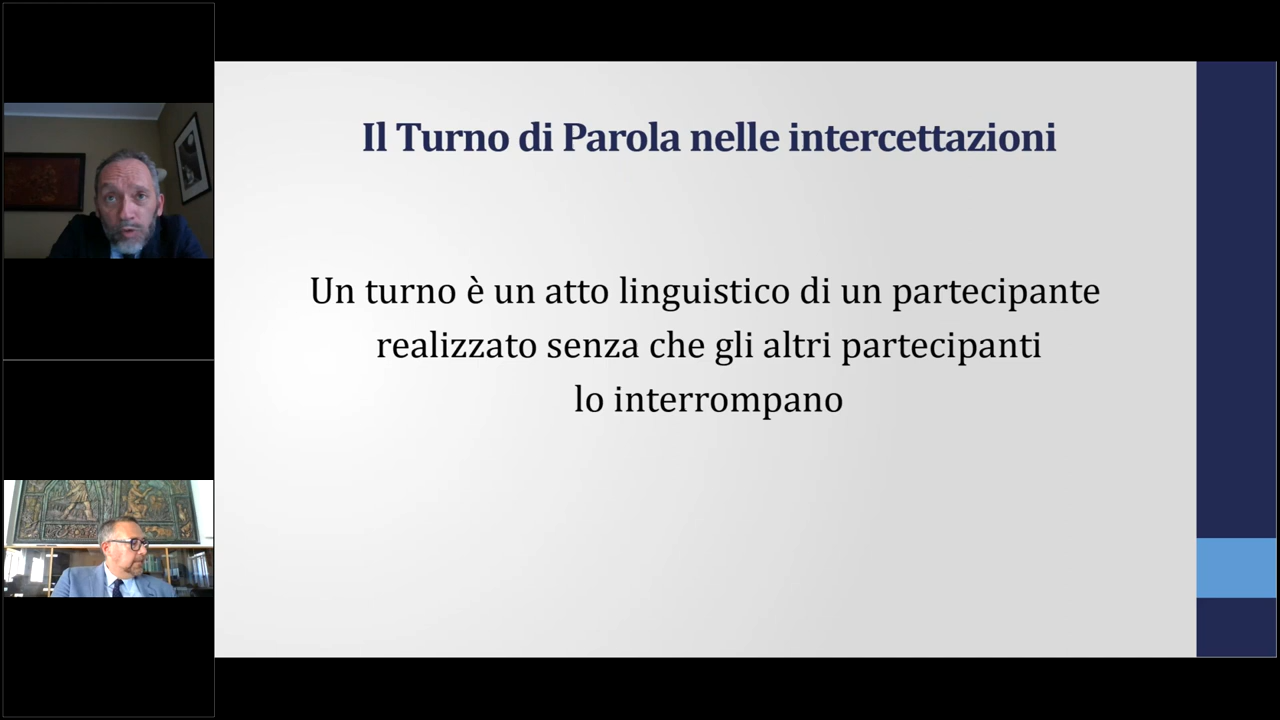 Il Turno di Parola nelle intercettazioni
Un turno è un atto linguistico di un partecipante
realizzato senza che gli altri partecipanti
lo interrompano